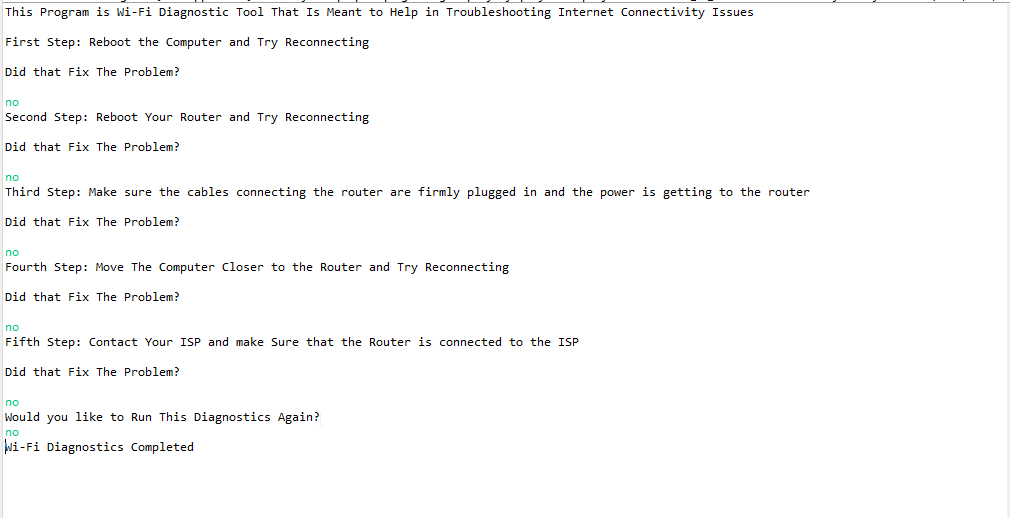 This Program is Wi-Fi Diagnostic Tool That Is Meant to Help in Troubleshooting Internet Connectivity Issues
First Step: Reboot the Computer and Try Reconnecting
Did that Fix The Problem?
no
Second Step: Reboot Your Router and Try Reconnecting
Did that Fix The Problem?
no
Third Step: Make sure the cables connecting the router are firmly plugged in and the power is getting to the router
Did that Fix The Problem?
no
Fourth Step: Move The Computer Closer to the Router and Try Reconnecting
Did that Fix The Problem?
no
Fifth Step: Contact Your ISP and make Sure that the Router is connected to the ISP
Did that Fix The Problem?
no
Would you like to Run This Diagnostics Again?
no
Wi-Fi Diagnostics Completed